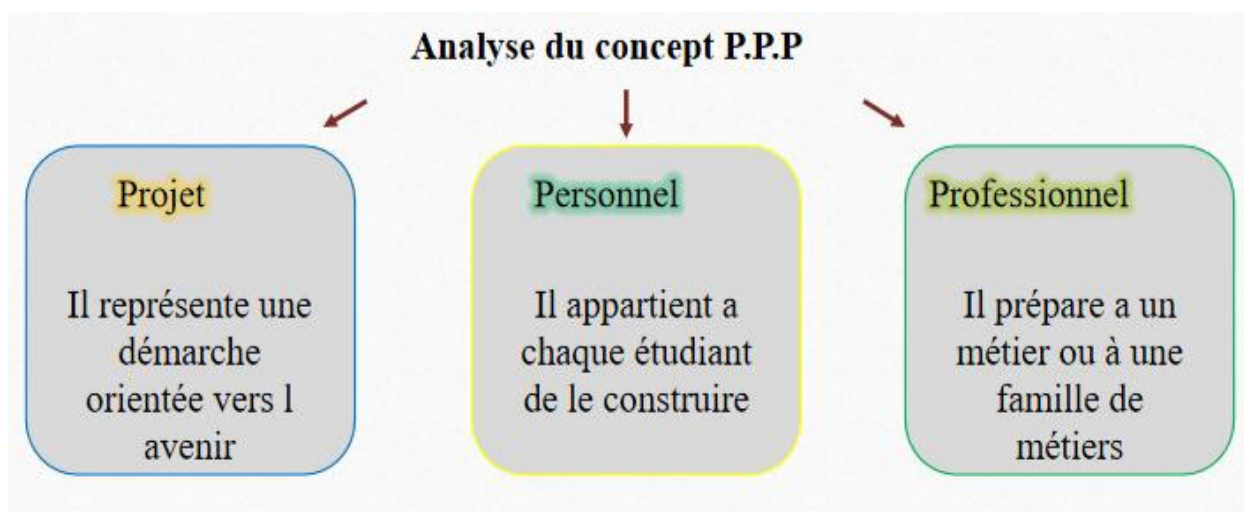 Analyse du concept P.P.P
Projet
Il représente une
démarche
orientée vers l
avenir
Personnel
Il appartient a
chaque étudiant
de le construire
Professionnel
Il prépare a un
métier ou à une
famille de
métiers